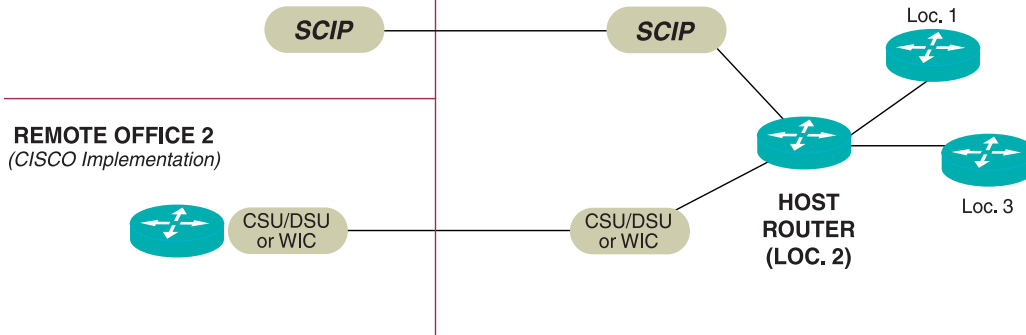 SCIP
SCIP
Loc. 1
REMOTE OFFICE 2
(CISCO Implementation)
Loc. 3
CSU/DSU
or WIC
CSU/DSU
or WIC
HOST
ROUTER
(LOC. 2)